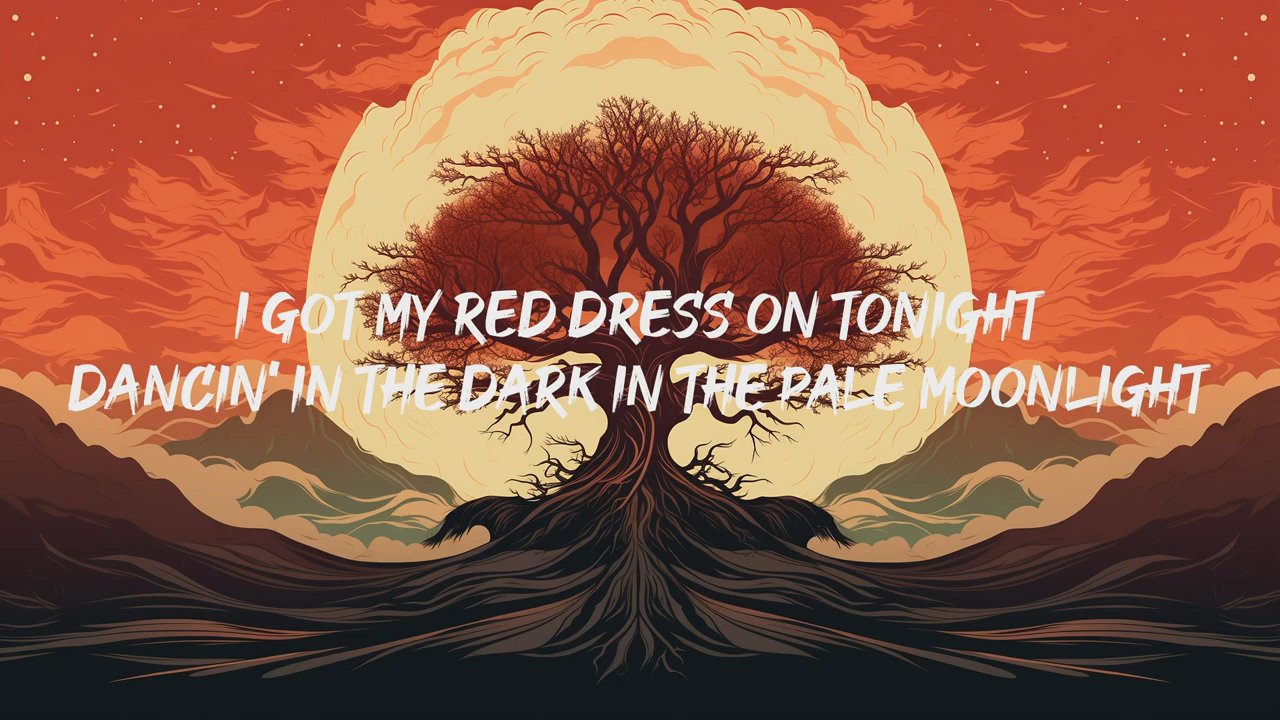 I GOT MY RED DRESS ON TONIGHT
DANCIN' IN THE DARK IN THE PALE MOONLIGHT